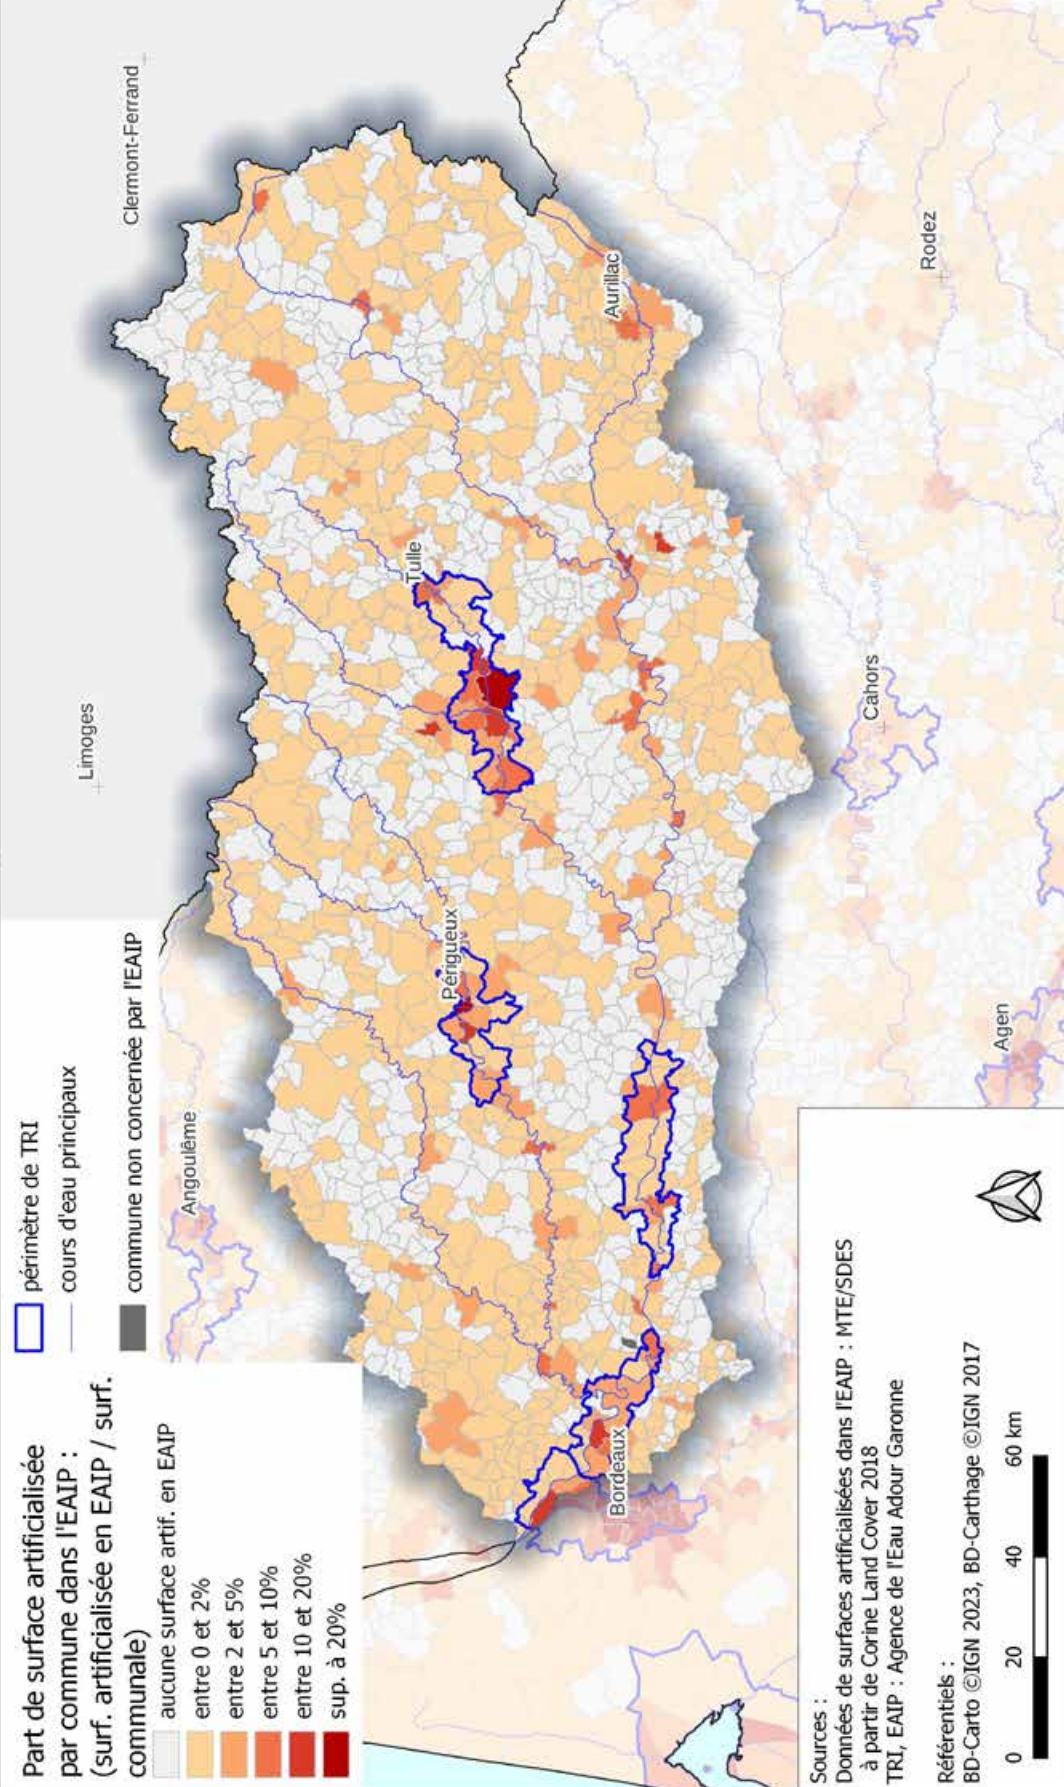 Part de surface artificialisée
par commune dans l'EAIP :
(surf. artificialisée en EAIP / surf.
communale)
aucune surface artif. en EAIP
entre 0 et 2%
entre 2 et 5%
entre 5 et 10%
entre 10 et 20%
sup. à 20%
périmètre de TRI
cours d'eau principaux
commune non concernée par l'EAIP
Limoges
Clermont-Ferrand
Angoulême
Périgueux
Tulle
Aurillac
Bordeaux
Cahors
Rodez
Agen
Sources :
Données de surfaces artificialisées dans l'EAIP : MTE/SDES
à partir de Corine Land Cover 2018
TRI, EAIP : Agence de l'Eau Adour Garonne
Référentiels :
BD-Carto ©IGN 2023, BD-Carthage ©IGN 2017
0 20 40 60 km